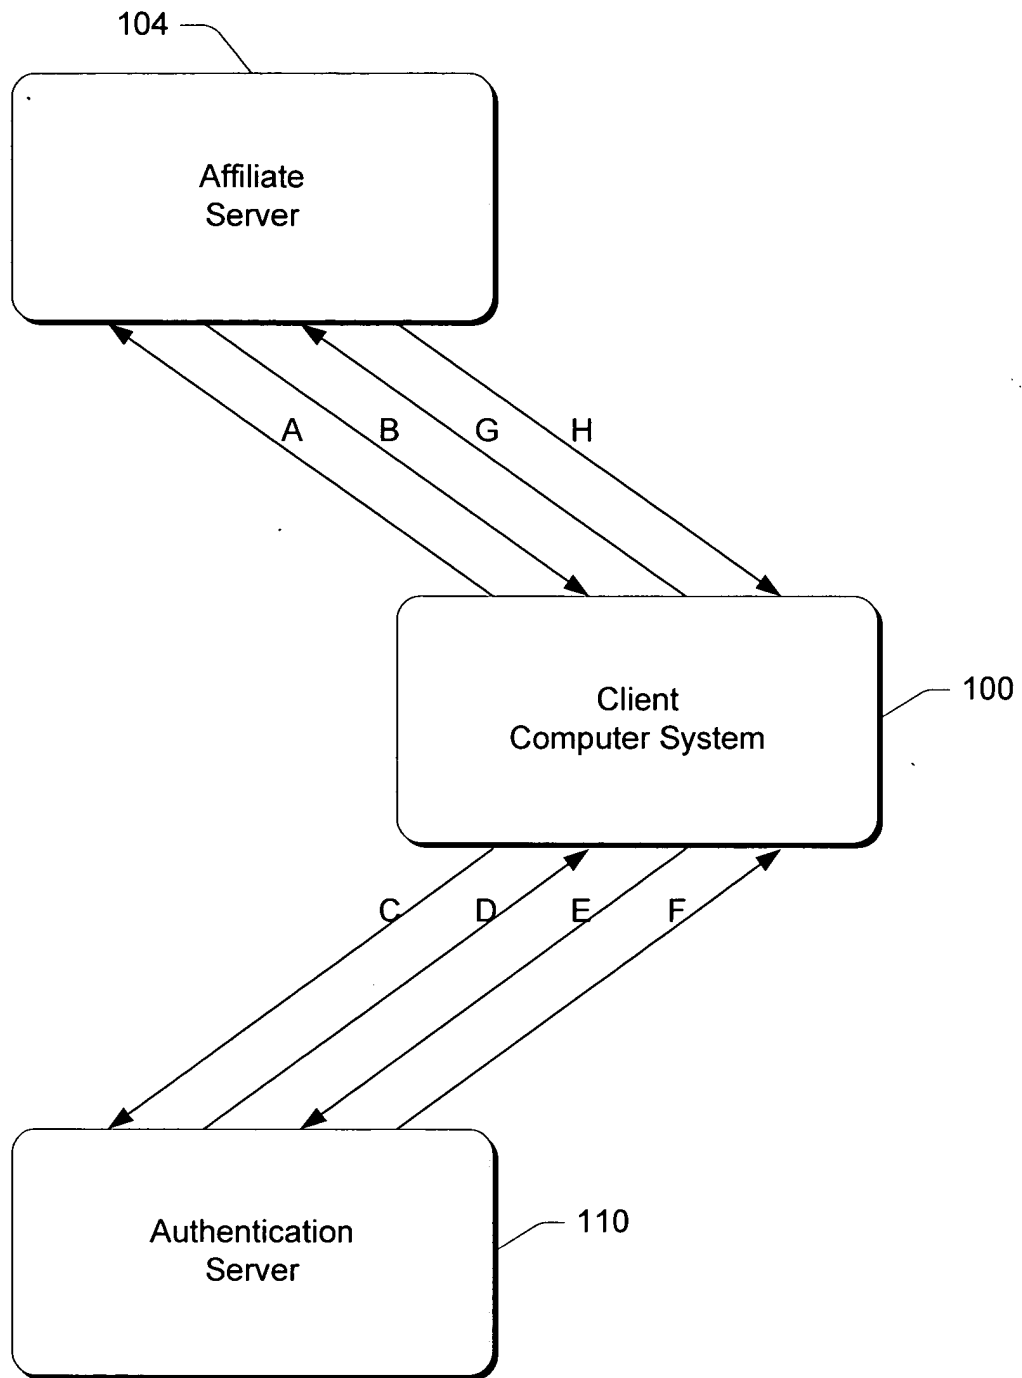 104
Affiliate
Server
A
B
G
H
Client
Computer System
100
C
D
E
F
110
Authentication
Server